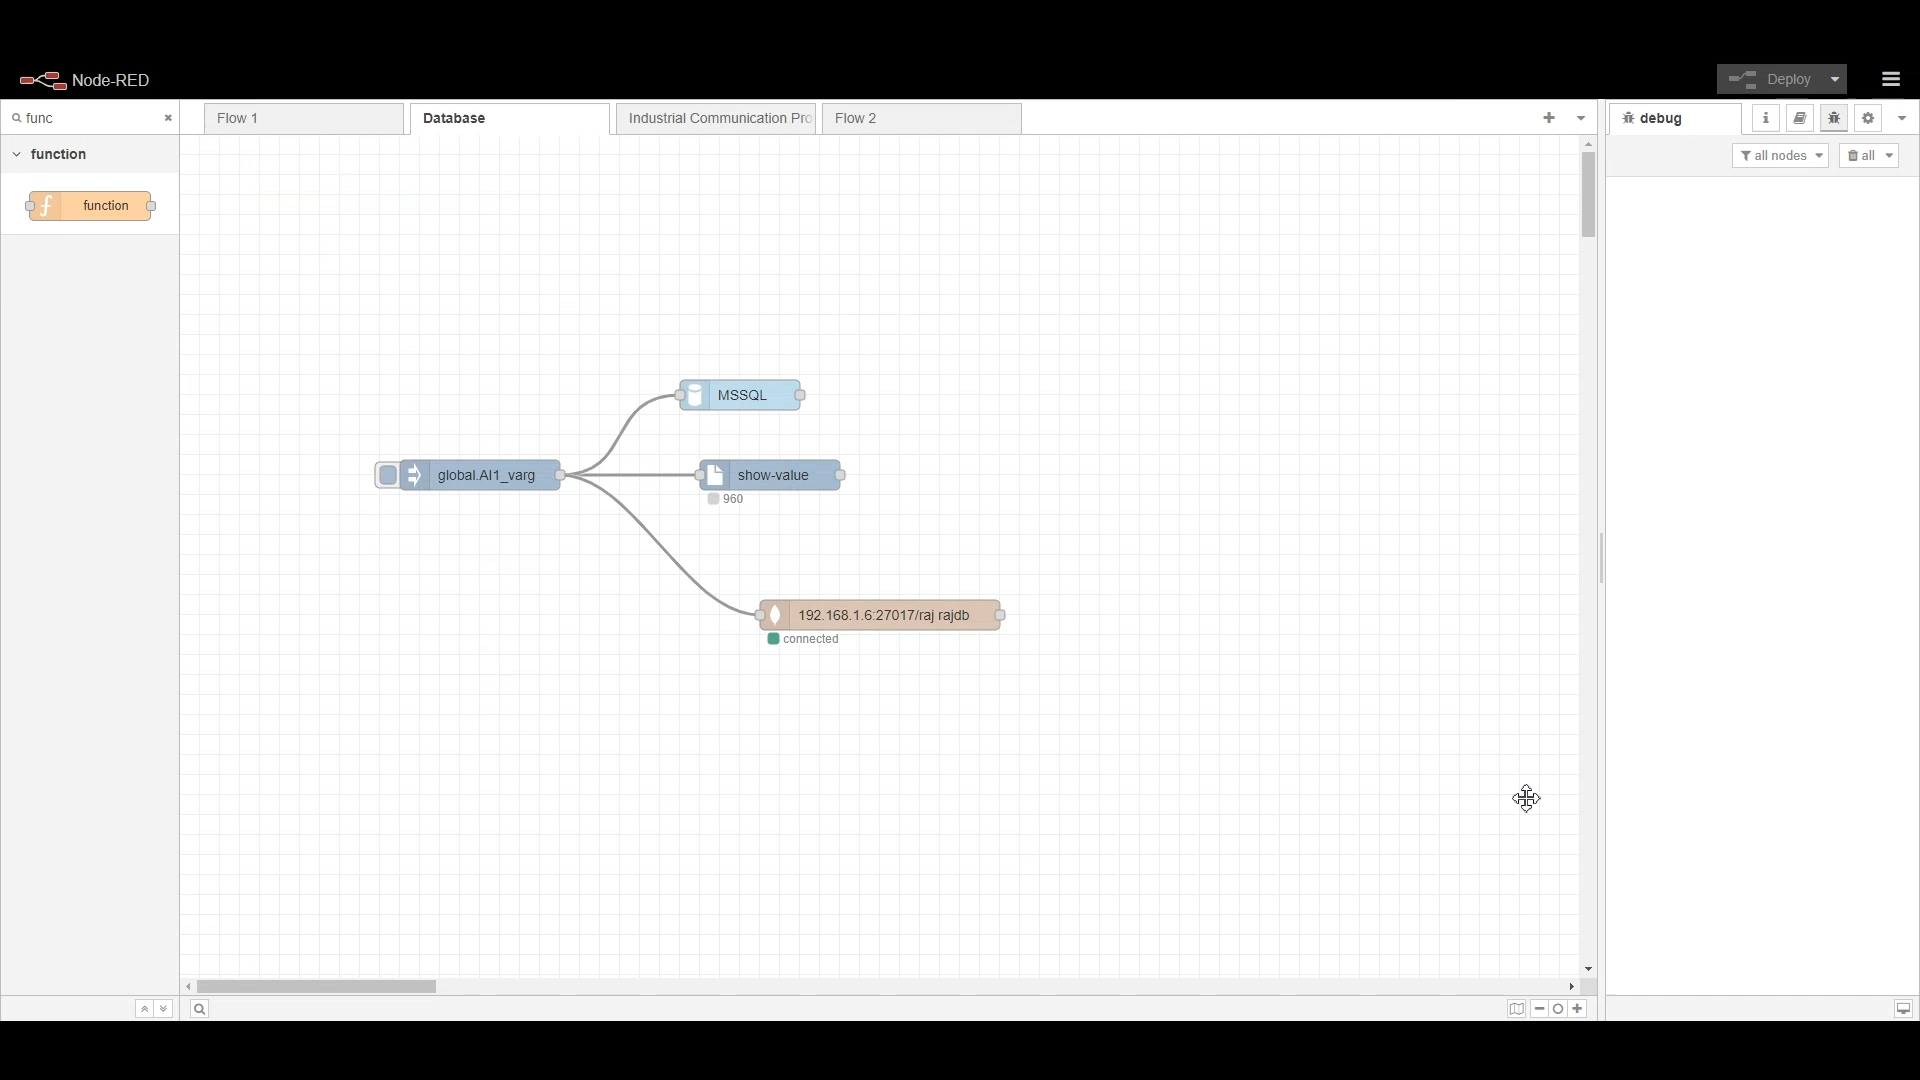 Node-RED
Deploy
func
Flow 1
Database
Industrial Communication Pro
Flow 2
debug
function
all nodes
all
function
MSSQL
global.AI1_varg
show-value
960
192.168.1.6:27017/raj rajdb
connected